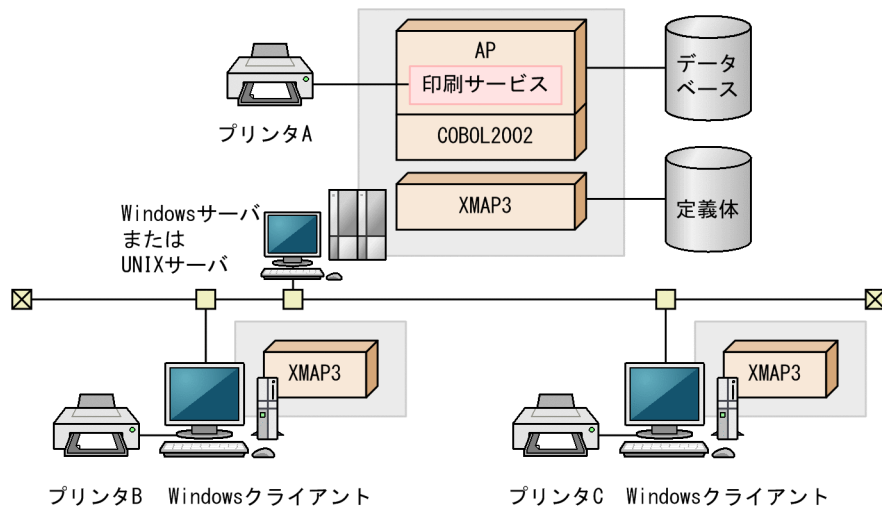 AP
印刷サービス
データ
ベース
プリンタA
COBOL2002
XMAP3
定義体
Windowsサーバ
または
UNIXサーバ
XMAP3
XMAP3
プリンタB
Windowsクライアント
プリンタC
Windowsクライアント